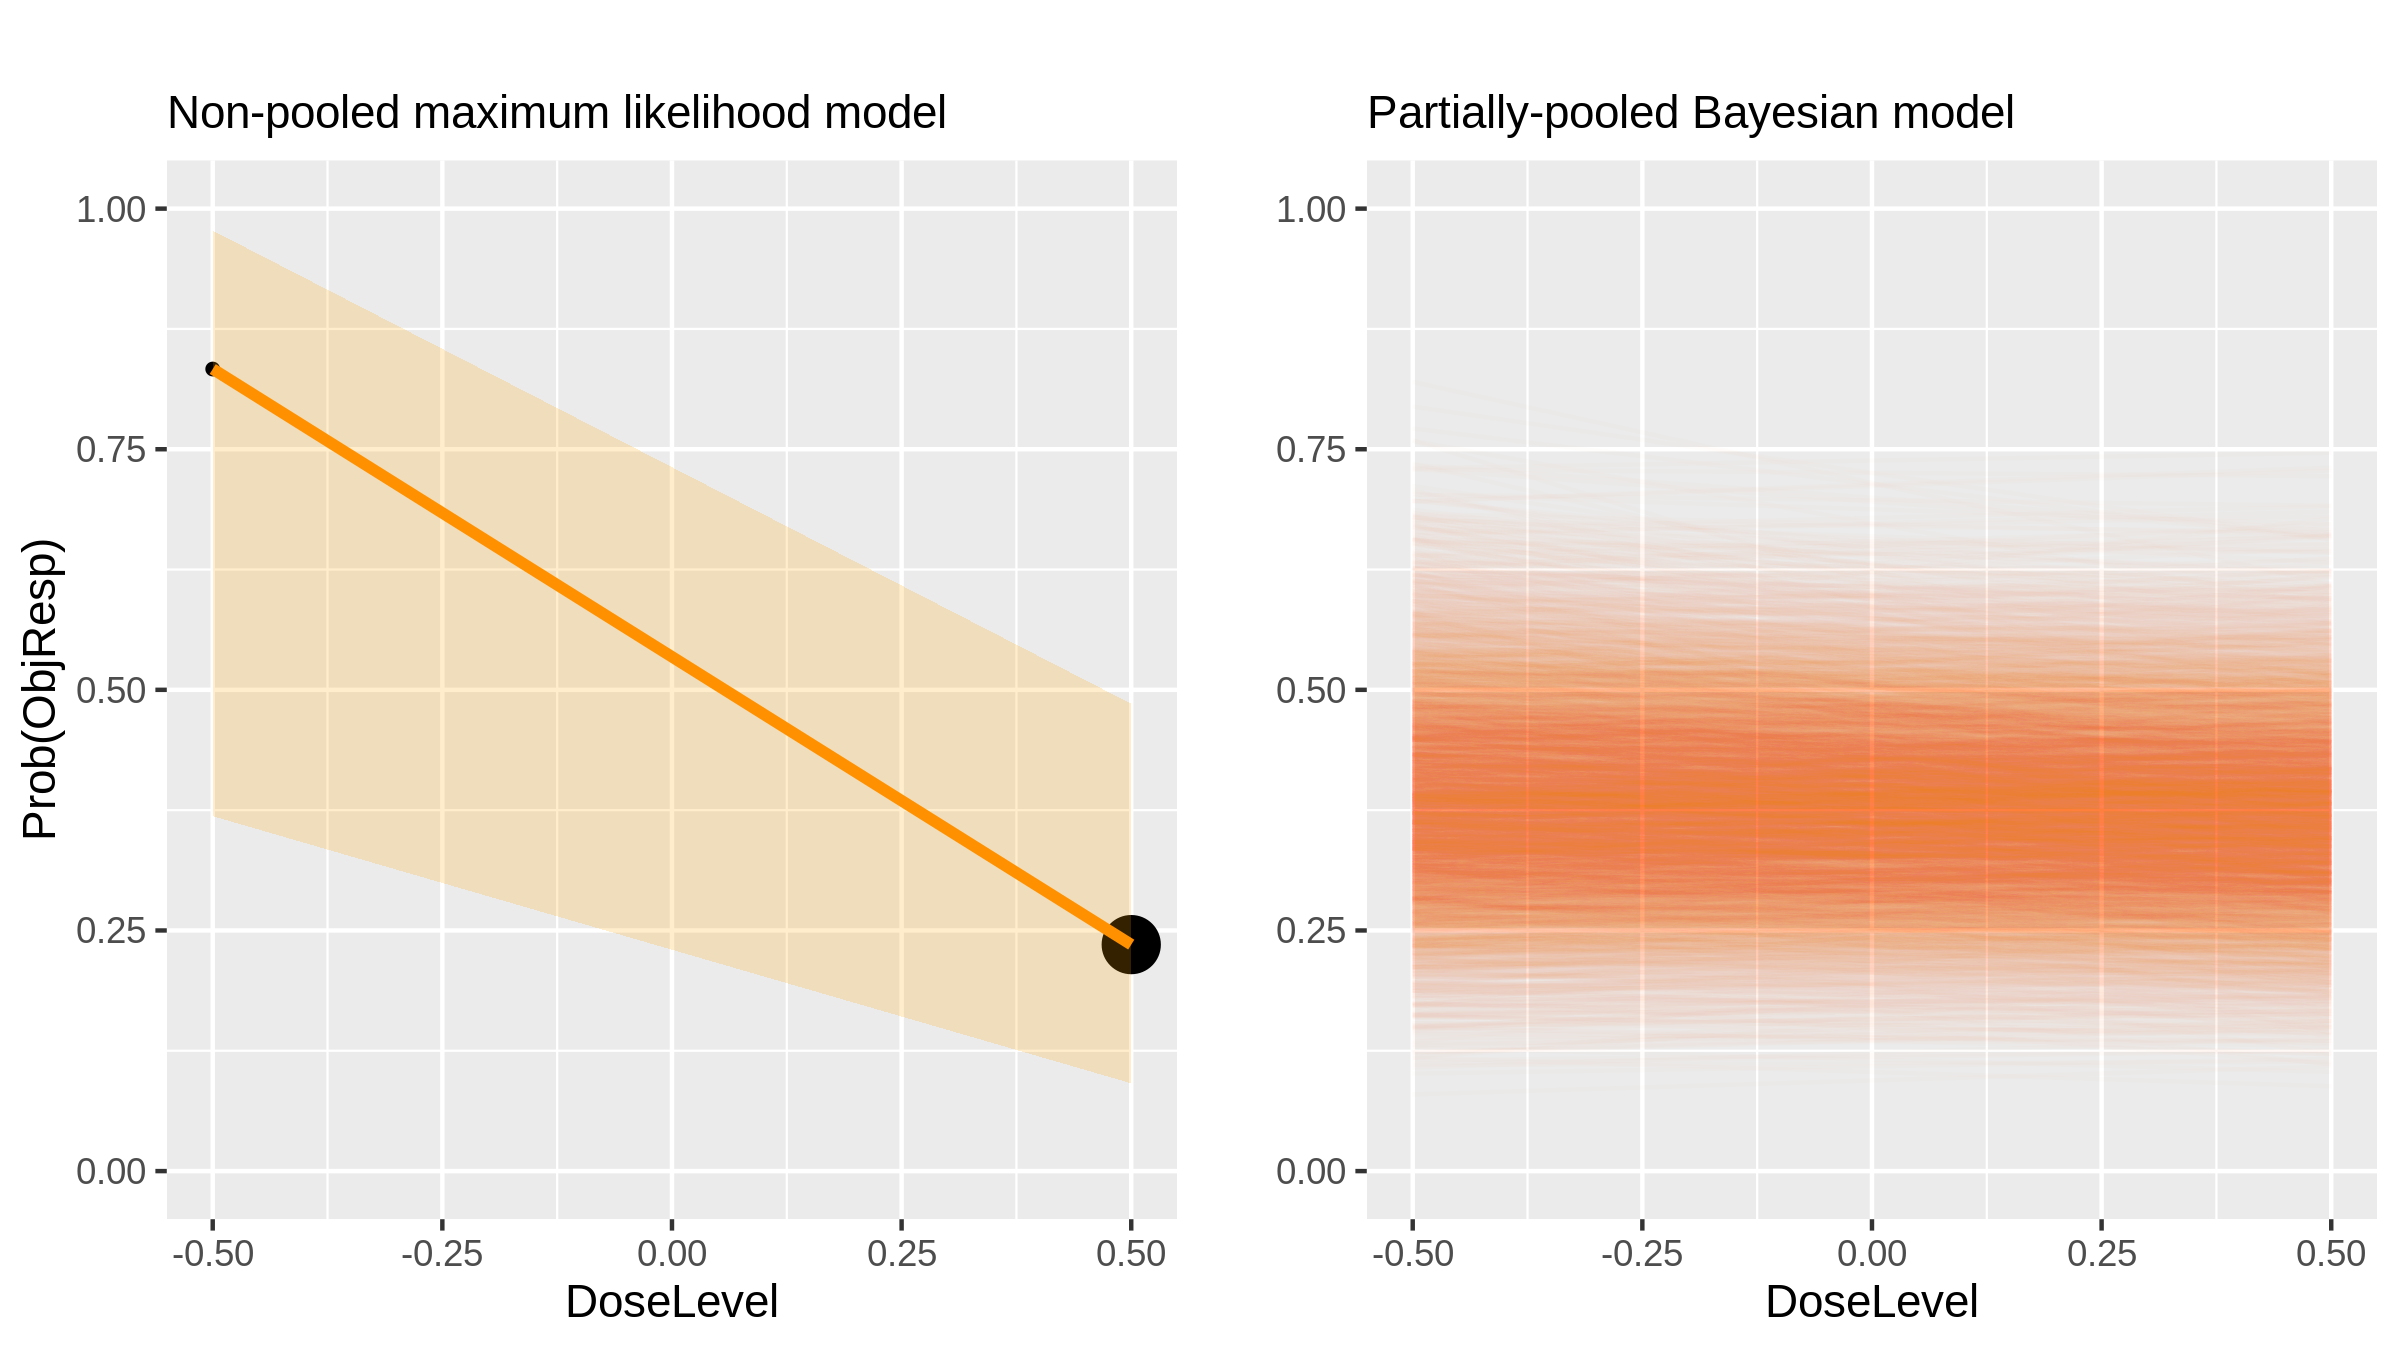 Non-pooled maximum likelihood model
Partially-pooled Bayesian model
Prob(ObjResp)
1.00
0.75
0.50
0.25
0.00
-0.50 -0.25 0.00 0.25 0.50
DoseLevel
1.00
0.75
0.50
0.25
0.00
-0.50 -0.25 0.00 0.25 0.50
DoseLevel